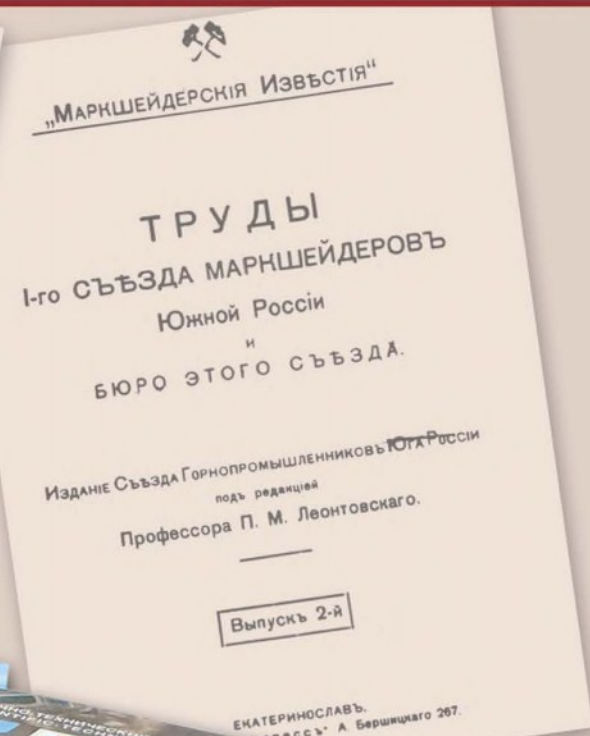 „Маркшейдерскія Извѣстія“
ТРУДЫ
I-го СЪѢЗДА МАРКШЕЙДЕРОВЪ
Южной Россіи
и
БЮРО ЭТОГО СЪѢЗДА.
Изданіе Съѣзда Горнопромышленниковъ Юга Россіи
подъ редакціей
Профессора П. М. Леонтовскаго.
Выпускъ 2-й
ЕКАТЕРИНОСЛАВЪ.
А. Бершицкаго 267.